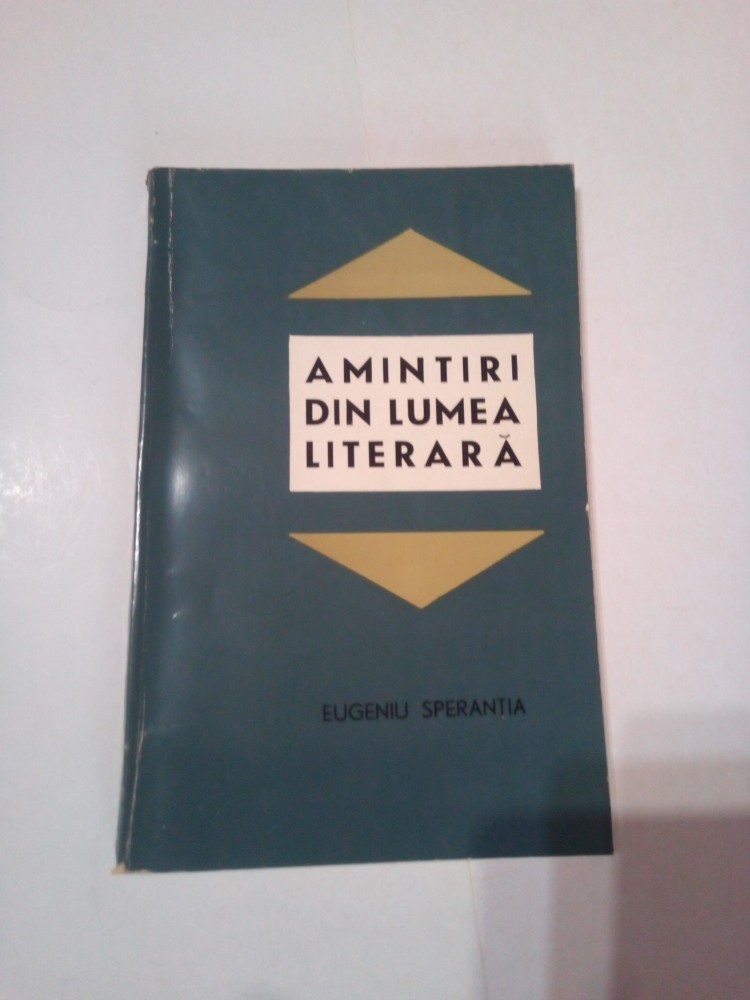 AMINTIRI
DIN LUMEA
LITERARĂ
EUGENIU SPERANȚIA